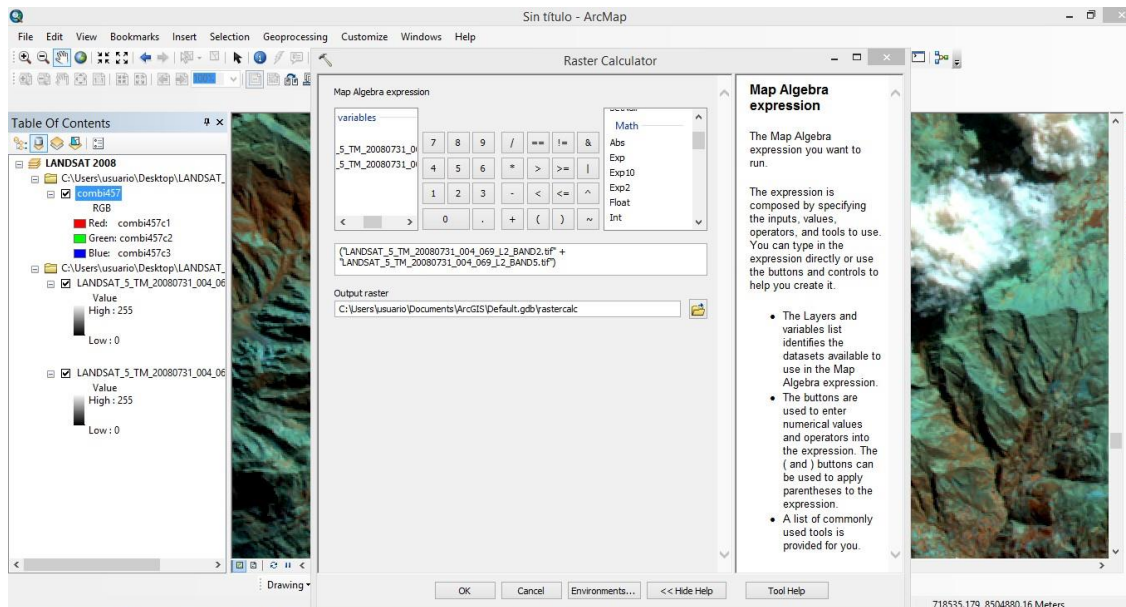 Sin título - ArcMap
File Edit View Bookmarks Insert Selection Geoprocessing Customize Windows Help
100%
Table Of Contents
LANDSAT 2008
C:\Users\usuario\Desktop\LANDSAT_
combi457
RGB
Red: combi457c1
Green: combi457c2
Blue: combi457c3
C:\Users\usuario\Desktop\LANDSAT_
LANDSAT_5_TM_20080731_004_06
Value
High : 255
Low : 0
LANDSAT_5_TM_20080731_004_06
Value
High : 255
Low : 0
Drawing
Raster Calculator
Map Algebra expression
variables
_5_TM_20080731_0
_5_TM_20080731_0
7 8 9 / == != &
4 5 6 * > >= |
1 2 3 - < <= ^
0 . + ( ) ~
Math
Abs
Exp
Exp10
Exp2
Float
Int
("LANDSAT_5_TM_20080731_004_069_L2_BAND2.tif" +
"LANDSAT_5_TM_20080731_004_069_L2_BAND5.tif")
Output raster
C:\Users\usuario\Documents\ArcGIS\Default.gdb\rastercalc
OK Cancel Environments... << Hide Help Tool Help
Map Algebra
expression
The Map Algebra
expression you want to
run.
The expression is
composed by specifying
the inputs, values,
operators, and tools to use.
You can type in the
expression directly or use
the buttons and controls to
help you create it.
• The Layers and
variables list
identifies the
datasets available to
use in the Map
Algebra expression.
• The buttons are
used to enter
numerical values
and operators into
the expression. The
( and ) buttons can
be used to apply
parentheses to the
expression.
• A list of commonly
used tools is
provided for you.
718535.179 8504880.16 Meters